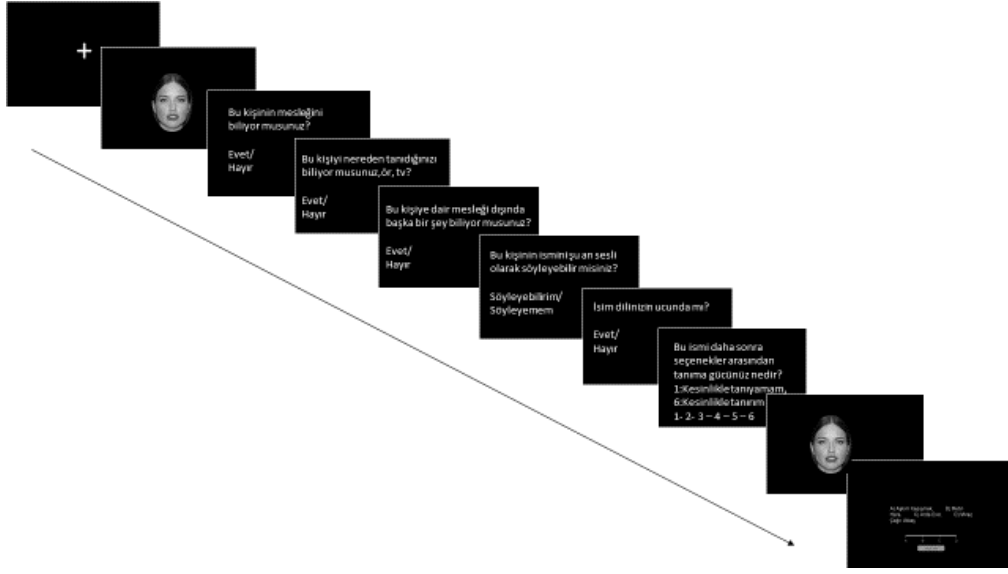 Bu kişinin mesleğini
biliyor musunuz?
Evet/
Hayır
Bu kişiyi nereden tanıdığınızı
biliyor musunuz,ör, tv?
Evet/
Hayır
Bu kişiye dair mesleği dışında
başka bir şey biliyor musunuz?
Evet/
Hayır
Bu kişinin ismini şu an sesli
olarak söyleyebilir misiniz?
Söyleyebilirim/
Söyleyemem
İsim dilinizin ucunda mı?
Evet/
Hayır
Bu ismi daha sonra
seçenekler arasından
tanıma gücünüz nedir?
1:Kesinlikle tanıyamam,
6:Kesinlikle tanırım
1- 2- 3 – 4 – 5 – 6